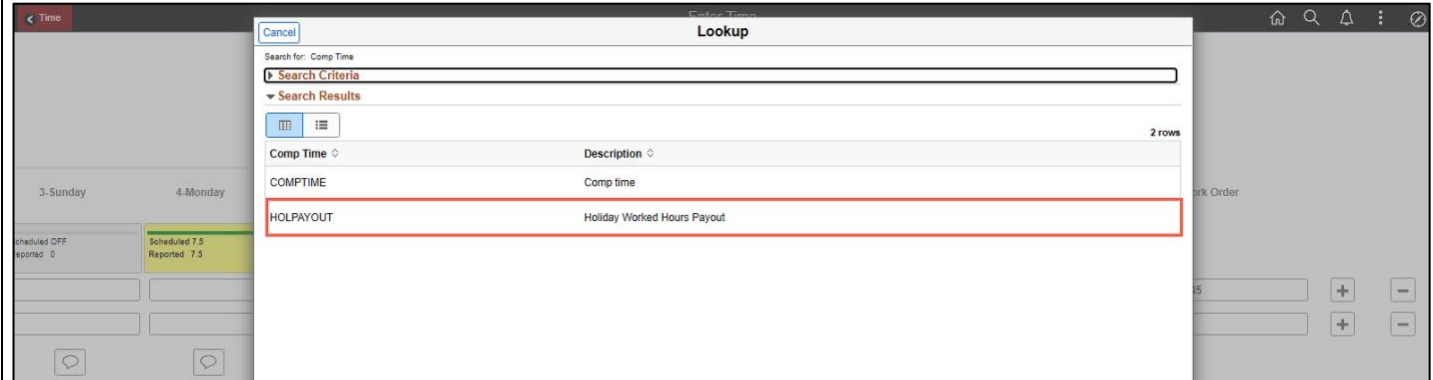 Time
Enter Time
Cancel
Lookup
Search for: Comp Time
Search Criteria
Search Results
2 rows
Comp Time
Description
COMPTIME
Comp time
HOLPAYOUT
Holiday Worked Hours Payout
3-Sunday
4-Monday
ork Order
cheduled OFF
eported 0
Scheduled 7.5
Reported 7.5